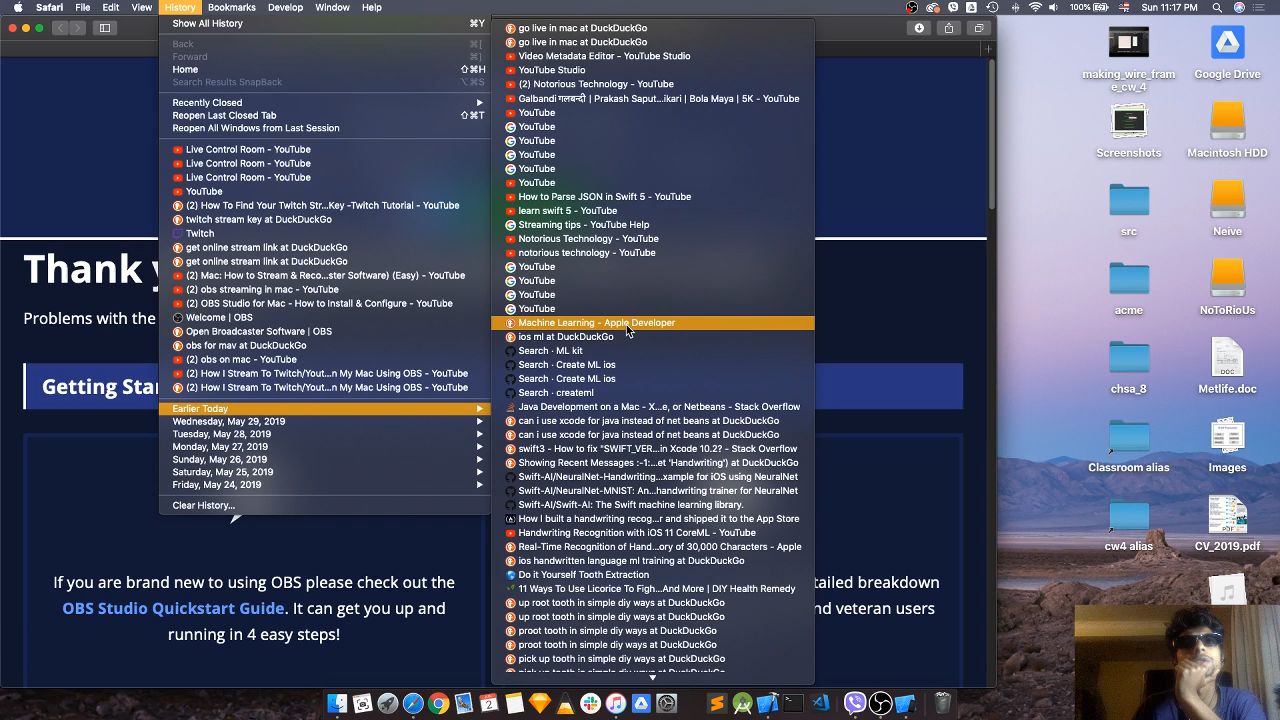 Safari File Edit View History Bookmarks Develop Window Help
100% Sun 11:17 PM
Show All History ⌘Y
Back ⌘[
Forward ⌘]
Home ⇧⌘H
Search Results SnapBack ⌥⌘S
Recently Closed
Reopen Last Closed Tab ⇧⌘T
Reopen All Windows from Last Session
Live Control Room - YouTube
Live Control Room - YouTube
Live Control Room - YouTube
YouTube
(2) How To Find Your Twitch Str...Key -Twitch Tutorial - YouTube
twitch stream key at DuckDuckGo
Twitch
get online stream link at DuckDuckGo
get online stream link at DuckDuckGo
(2) Mac: How to Stream & Reco...ster Software) (Easy) - YouTube
(2) obs streaming in mac - YouTube
(2) OBS Studio for Mac - How to Install & Configure - YouTube
Welcome | OBS
Open Broadcaster Software | OBS
obs for mav at DuckDuckGo
(2) obs on mac - YouTube
(2) How I Stream To Twitch/Yout...n My Mac Using OBS - YouTube
(2) How I Stream To Twitch/Yout...n My Mac Using OBS - YouTube
Earlier Today
Wednesday, May 29, 2019
Tuesday, May 28, 2019
Monday, May 27, 2019
Sunday, May 26, 2019
Saturday, May 25, 2019
Friday, May 24, 2019
Clear History...
go live in mac at DuckDuckGo
go live in mac at DuckDuckGo
Video Metadata Editor - YouTube Studio
YouTube Studio
(2) Notorious Technology - YouTube
Galbandi गलबन्दी | Prakash Saput...ikari | Bola Maya | 5K - YouTube
YouTube
YouTube
YouTube
YouTube
YouTube
YouTube
How to Parse JSON in Swift 5 - YouTube
learn swift 5 - YouTube
Streaming tips - YouTube Help
Notorious Technology - YouTube
notorious technology - YouTube
YouTube
YouTube
YouTube
YouTube
Machine Learning - Apple Developer
ios ml at DuckDuckGo
Search · ML kit
Search · Create ML ios
Search · Create ML ios
Search · createml
Java Development on a Mac - X...e, or Netbeans - Stack Overflow
can i use xcode for java instead of net beans at DuckDuckGo
can i use xcode for java instead of net beans at DuckDuckGo
swift3 - How to fix "SWIFT_VER...in Xcode 10.2? - Stack Overflow
Showing Recent Messages :-1:...et 'Handwriting') at DuckDuckGo
Swift-AI/NeuralNet-Handwriting...xample for iOS using NeuralNet
Swift-AI/NeuralNet-MNIST: An...handwriting trainer for NeuralNet
Swift-AI/Swift-AI: The Swift machine learning library.
How I built a handwriting recog...r and shipped it to the App Store
Handwriting Recognition with iOS 11 CoreML - YouTube
Real-Time Recognition of Hand...ory of 30,000 Characters - Apple
ios handwritten language ml training at DuckDuckGo
Do it Yourself Tooth Extraction
11 Ways To Use Licorice To Figh...And More | DIY Health Remedy
up root tooth in simple diy ways at DuckDuckGo
up root tooth in simple diy ways at DuckDuckGo
proot tooth in simple diy ways at DuckDuckGo
proot tooth in simple diy ways at DuckDuckGo
pick up tooth in simple diy ways at DuckDuckGo
Thank y
Problems with the
Getting Sta
If you are brand new to using OBS please check out the
OBS Studio Quickstart Guide. It can get you up and
running in 4 easy steps!
tailed breakdown
nd veteran users
making_wire_fram
e_cw_4
Google Drive
Screenshots
Macintosh HDD
src
Neive
acme
NoToRioUs
chsa_8
Metlife.doc
Classroom alias
Images
cw4 alias
CV_2019.pdf